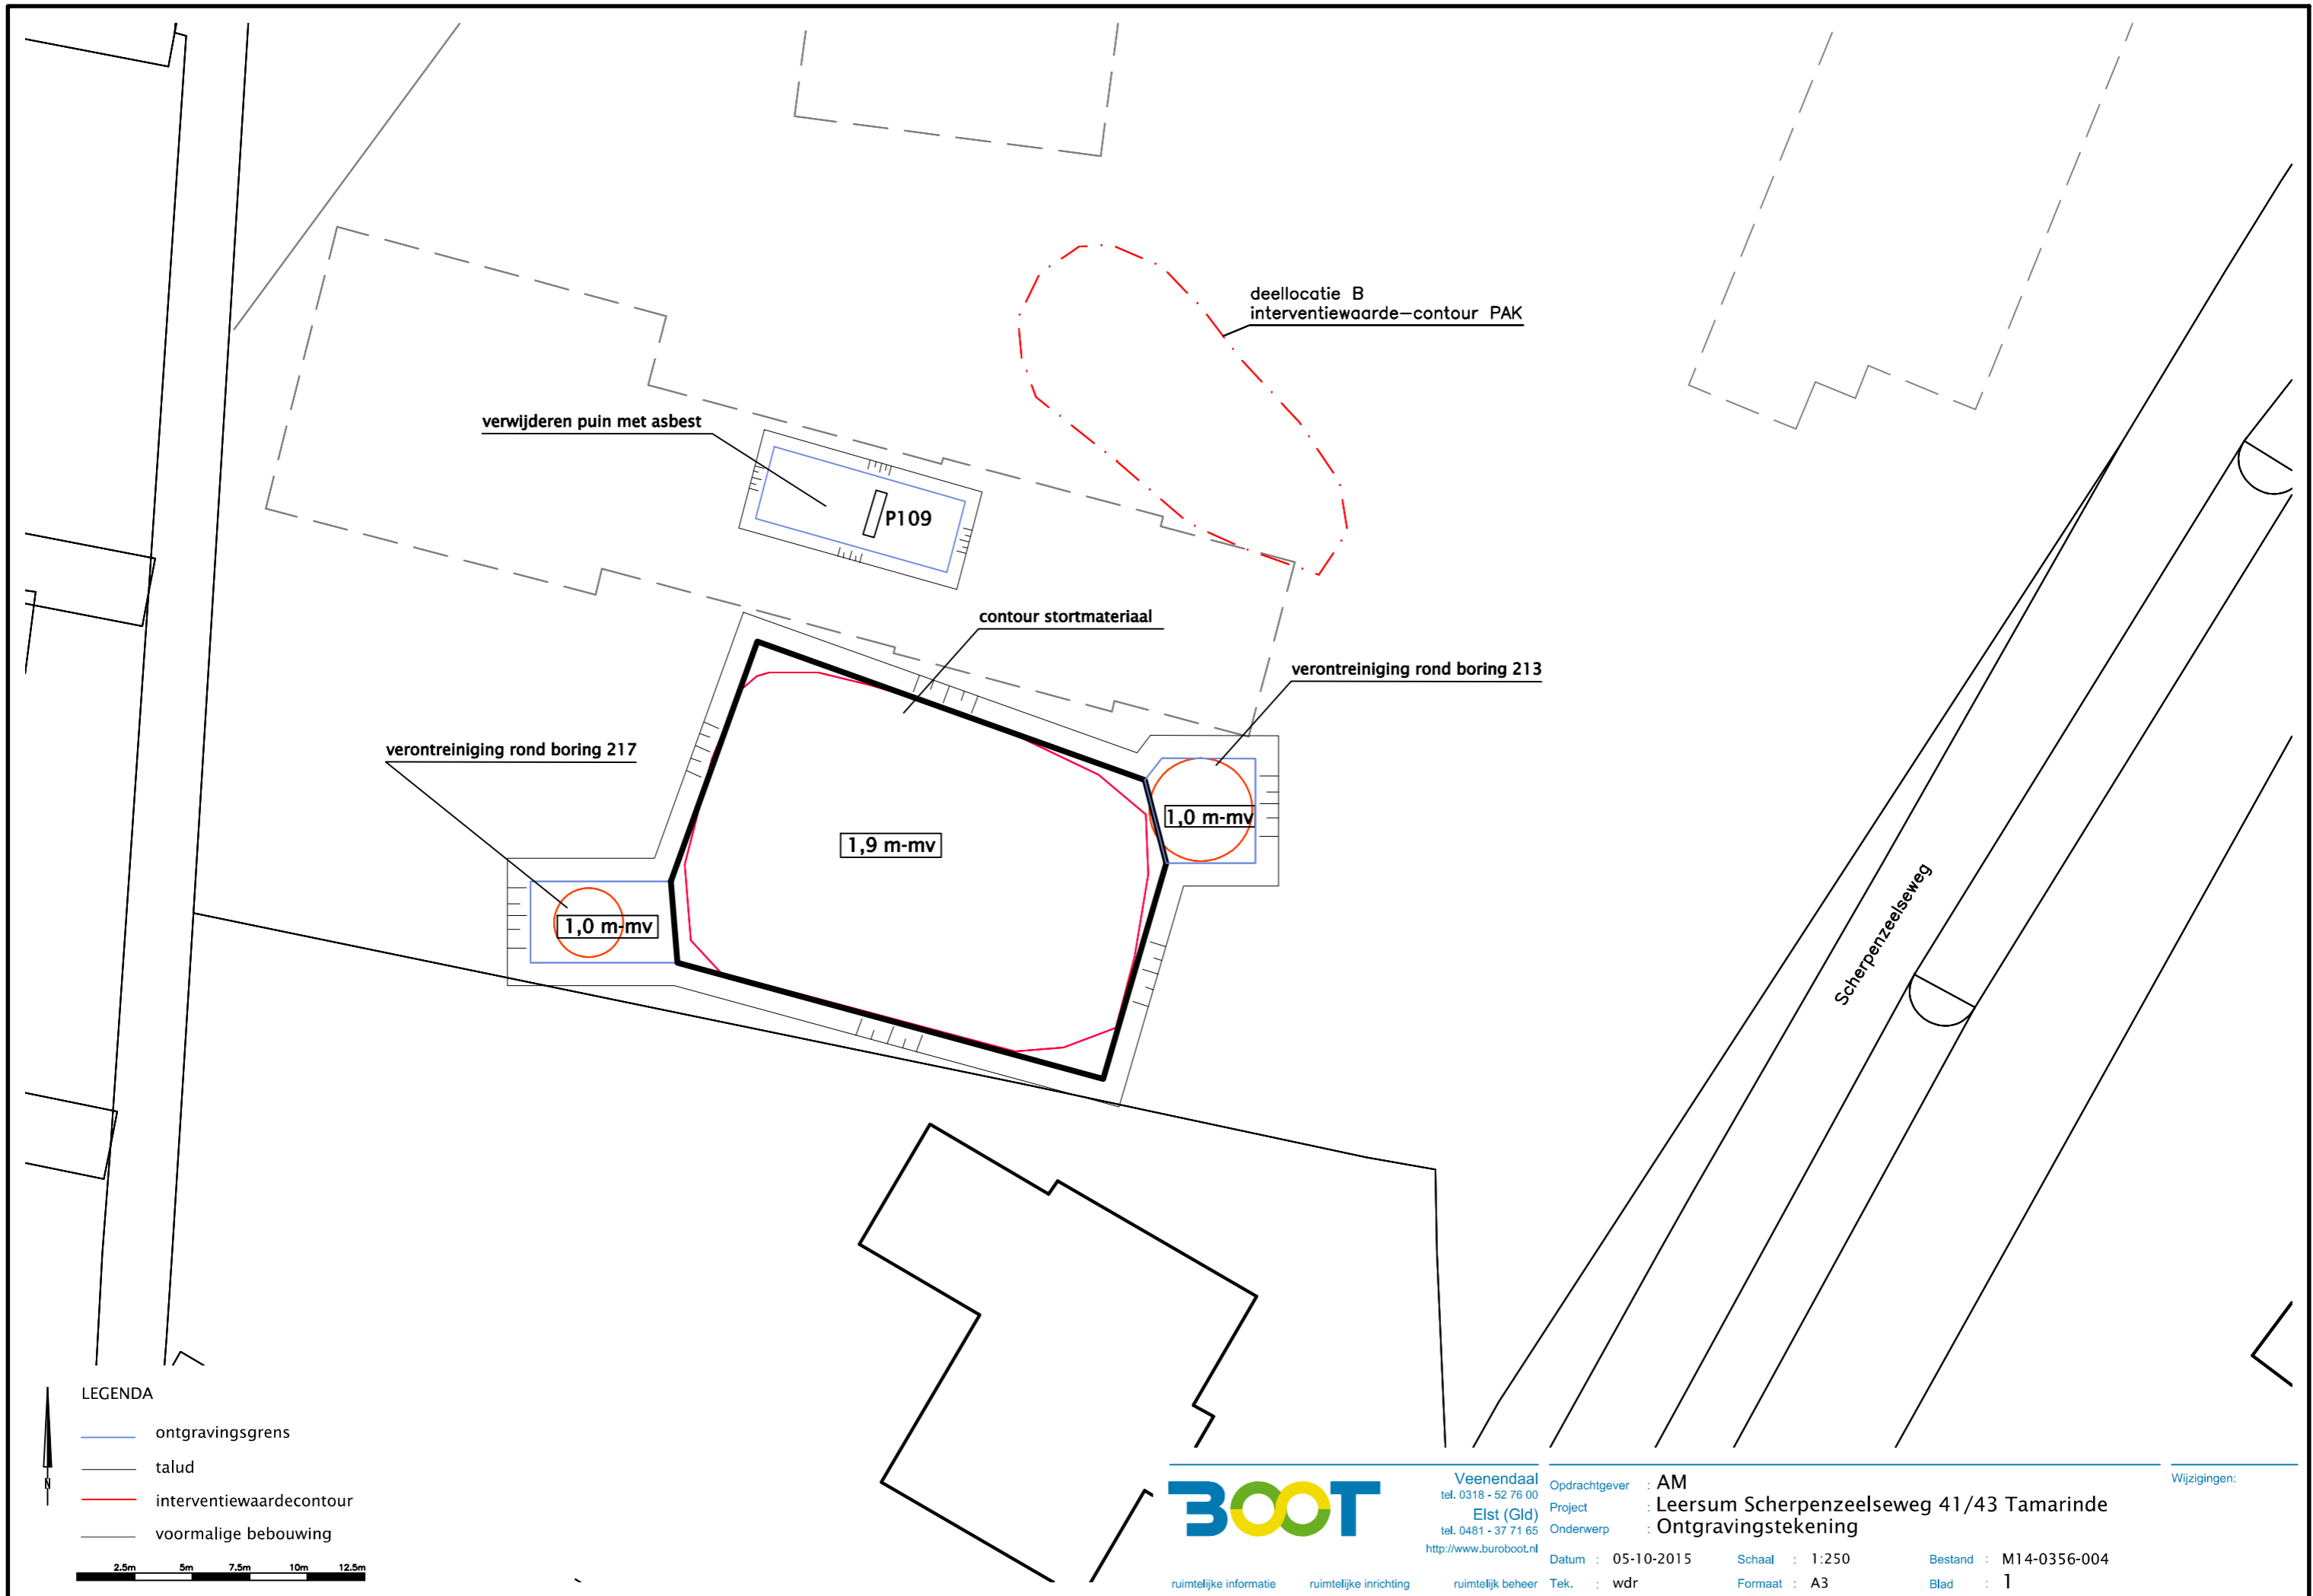 deellocatie B
interventiewaarde-contour PAK
verwijderen puin met asbest
P109
contour stortmateriaal
verontreiniging rond boring 213
verontreiniging rond boring 217
1,0 m-mv
1,9 m-mv
1,0 m-mv
Scherpenzeelseweg
LEGENDA
ontgravingsgrens
talud
interventiewaardecontour
voormalige bebouwing
N
2.5m 5m 7.5m 10m 12.5m
BOOT
Veenendaal
tel. 0318 - 52 76 00
Elst (Gld)
tel. 0481 - 37 71 65
http://www.buroboot.nl
ruimtelijke informatie ruimtelijke inrichting ruimtelijk beheer
Opdrachtgever : AM
Project : Leersum Scherpenzeelseweg 41/43 Tamarinde
Onderwerp : Ontgravingstekening
Datum : 05-10-2015 Schaal : 1:250 Bestand : M14-0356-004
Tek. : wdr Formaat : A3 Blad : 1
Wijzigingen: